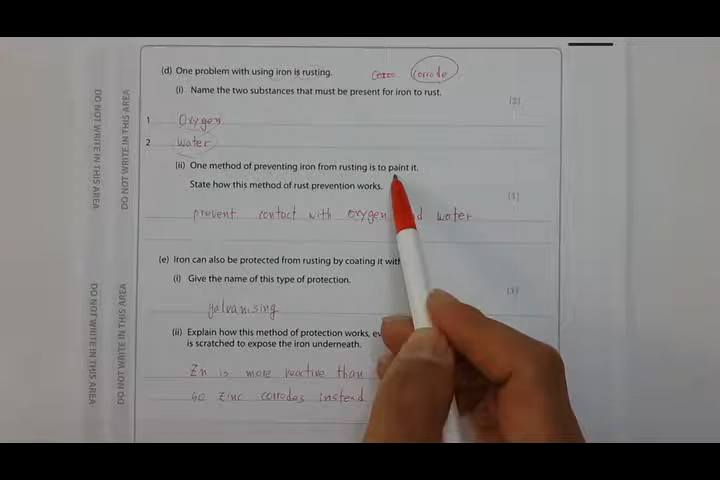 (d) One problem with using iron is rusting. corrode
(i) Name the two substances that must be present for iron to rust.
(2)
1 Oxygen
2 water
(ii) One method of preventing iron from rusting is to paint it.
State how this method of rust prevention works.
(1)
prevent contact with oxygen water
(e) Iron can also be protected from rusting by coating it with
(i) Give the name of this type of protection.
(1)
galvanising
(ii) Explain how this method of protection works,
is scratched to expose the iron underneath.
Zn is more reactive than
so zinc corrodes instead
DO NOT WRITE IN THIS AREA
DO NOT WRITE IN THIS AREA
DO NOT WRITE IN THIS AREA
DO NOT WRITE IN THIS AREA